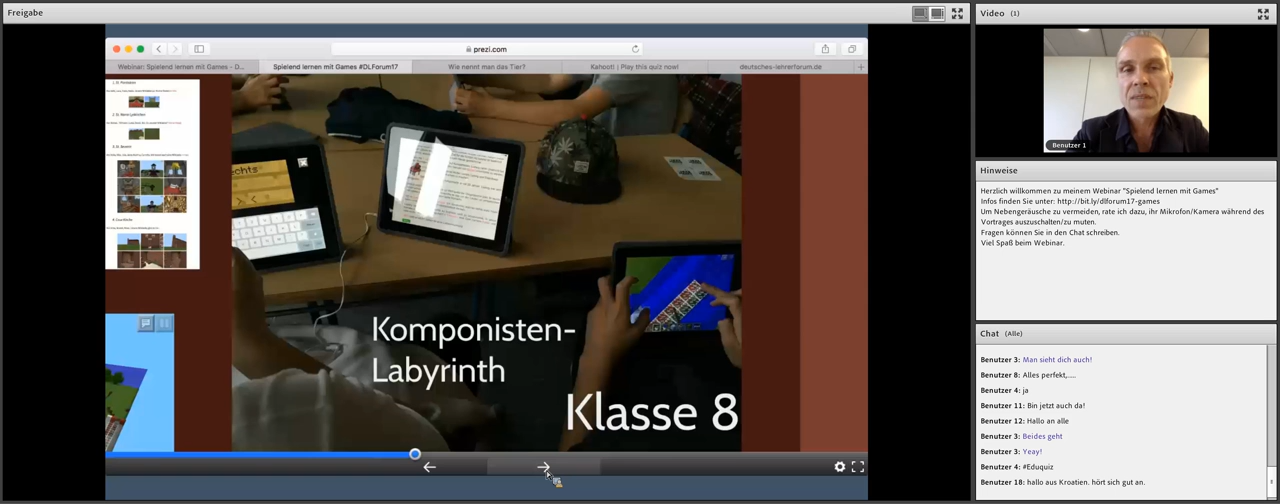 Freigabe
prezi.com
Webinar: Spielend lernen mit Games - D...
Spielend lernen mit Games #DLForum17
Wie nennt man das Tier?
Kahoot! | Play this quiz now!
deutsches-lehrerforum.de
echts
Komponisten-
Labyrinth
Klasse 8
Video (1)
Benutzer 1
Hinweise
Herzlich willkommen zu meinem Webinar "Spielend lernen mit Games"
Infos finden Sie unter: http://bit.ly/dlforum17-games
Um Nebengeräusche zu vermeiden, rate ich dazu, ihr Mikrofon/Kamera während des
Vortrages auszuschalten/zu muten.
Fragen können Sie in den Chat schreiben.
Viel Spaß beim Webinar.
Chat (Alle)
Benutzer 3: Man sieht dich auch!
Benutzer 8: Alles perfekt,....
Benutzer 4: ja
Benutzer 11: Bin jetzt auch da!
Benutzer 12: Hallo an alle
Benutzer 3: Beides geht
Benutzer 3: Yeay!
Benutzer 4: #Eduquiz
Benutzer 18: hallo aus Kroatien. hört sich gut an.